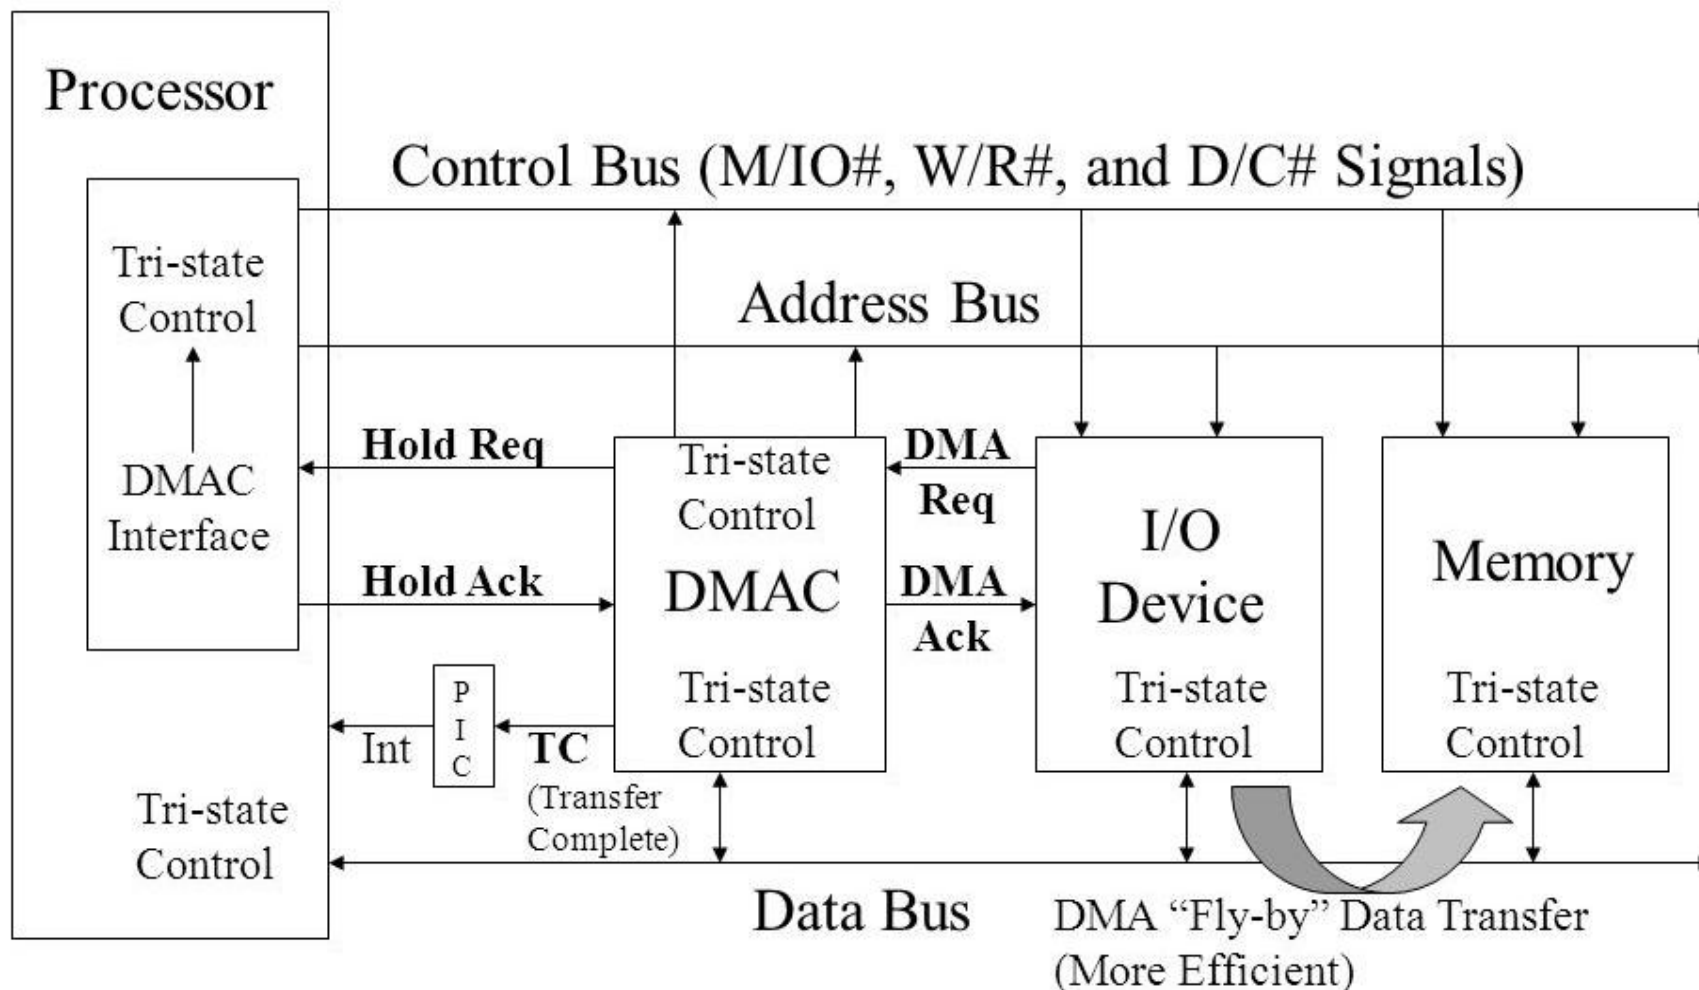 Processor
Control Bus (M/IO#, W/R#, and D/C# Signals)
Tri-state
Control
Address Bus
DMAC
Interface
Hold Req
Hold Ack
Tri-state
Control
DMAC
Tri-state
Control
DMA
Req
DMA
Ack
I/O
Device
Tri-state
Control
Memory
Tri-state
Control
Int
P
I
C
TC
(Transfer
Complete)
Tri-state
Control
Data Bus
DMA “Fly-by” Data Transfer
(More Efficient)